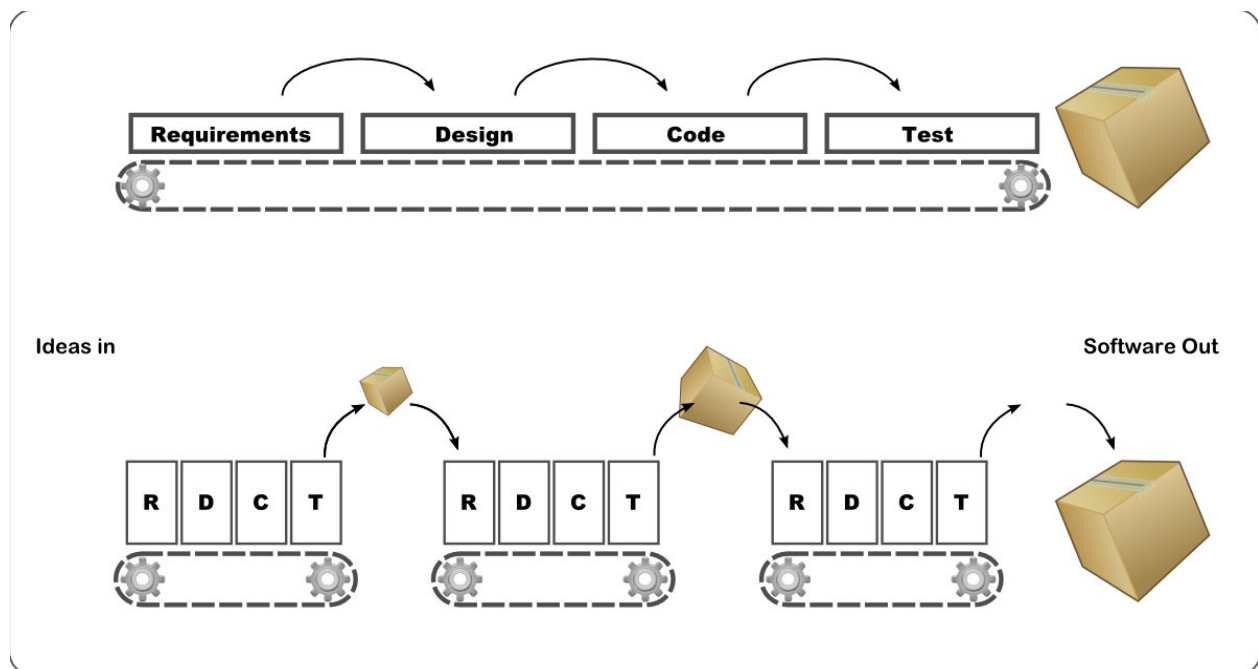 Requirements
Design
Code
Test
Ideas in
Software Out
R
D
C
T
R
D
C
T
R
D
C
T